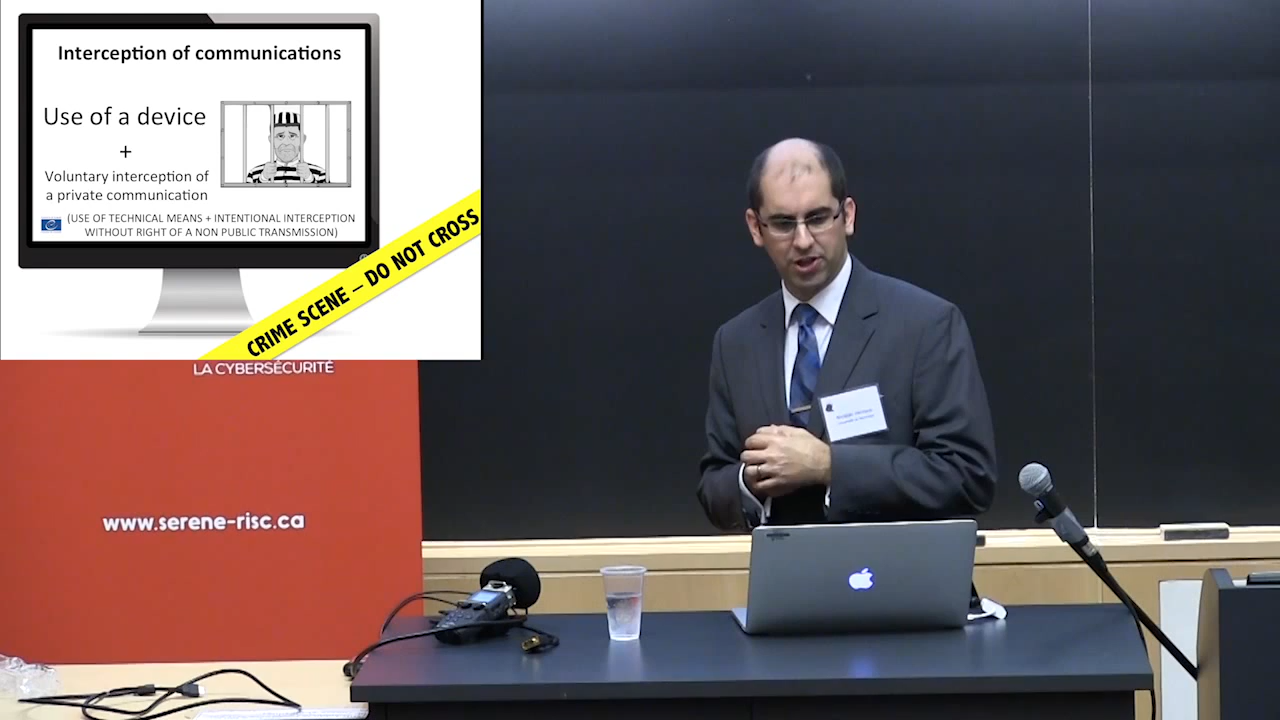 Interception of communications
Use of a device
+
Voluntary interception of
a private communication
(USE OF TECHNICAL MEANS + INTENTIONAL INTERCEPTION
WITHOUT RIGHT OF A NON PUBLIC TRANSMISSION)
CRIME SCENE – DO NOT CROSS
LA CYBERSÉCURITÉ
www.serene-risc.ca